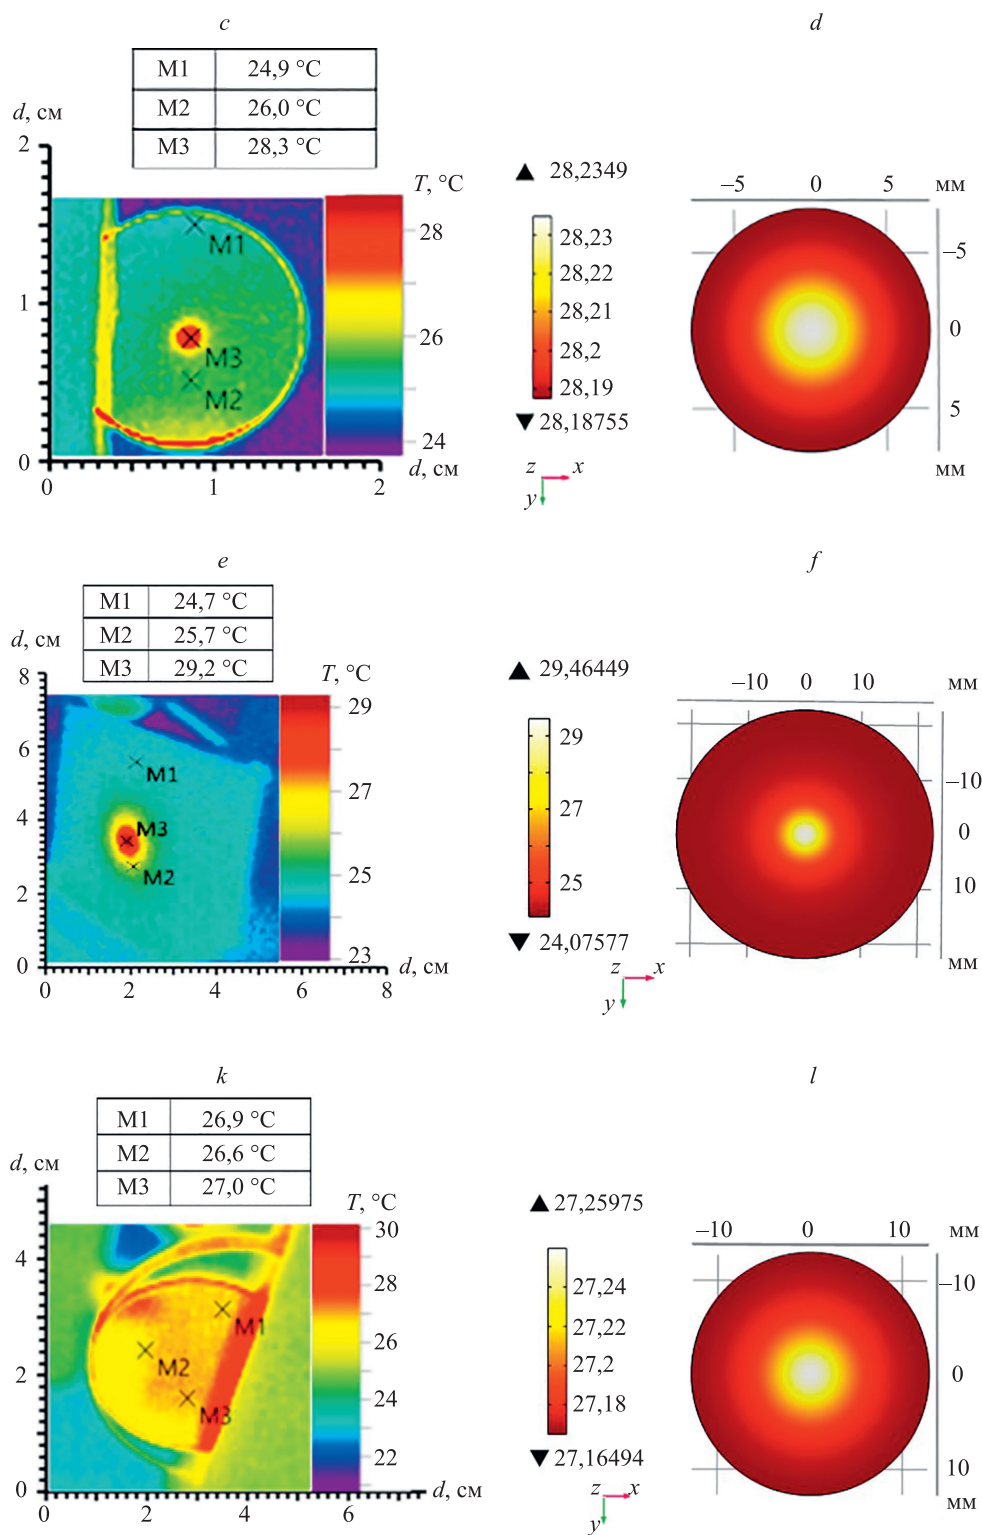 c
M1 24,9 °C
M2 26,0 °C
M3 28,3 °C
d, см
2
1
0
0 1 2
d, см
T, °C
28
26
24
M1
M3
M2
d
▲ 28,2349
28,23
28,22
28,21
28,2
28,19
▼ 28,18755
z x
y
–5 0 5 мм
–5
0
5
мм
e
M1 24,7 °C
M2 25,7 °C
M3 29,2 °C
d, см
8
6
4
2
0
0 2 4 6 8
d, см
T, °C
29
27
25
23
M1
M3
M2
f
▲ 29,46449
29
27
25
▼ 24,07577
z x
y
–10 0 10 мм
–10
0
10
мм
k
M1 26,9 °C
M2 26,6 °C
M3 27,0 °C
d, см
4
2
0
0 2 4 6
d, см
T, °C
30
28
26
24
22
M1
M2
M3
l
▲ 27,25975
27,24
27,22
27,2
27,18
▼ 27,16494
z x
y
–10 0 10 мм
–10
0
10
мм